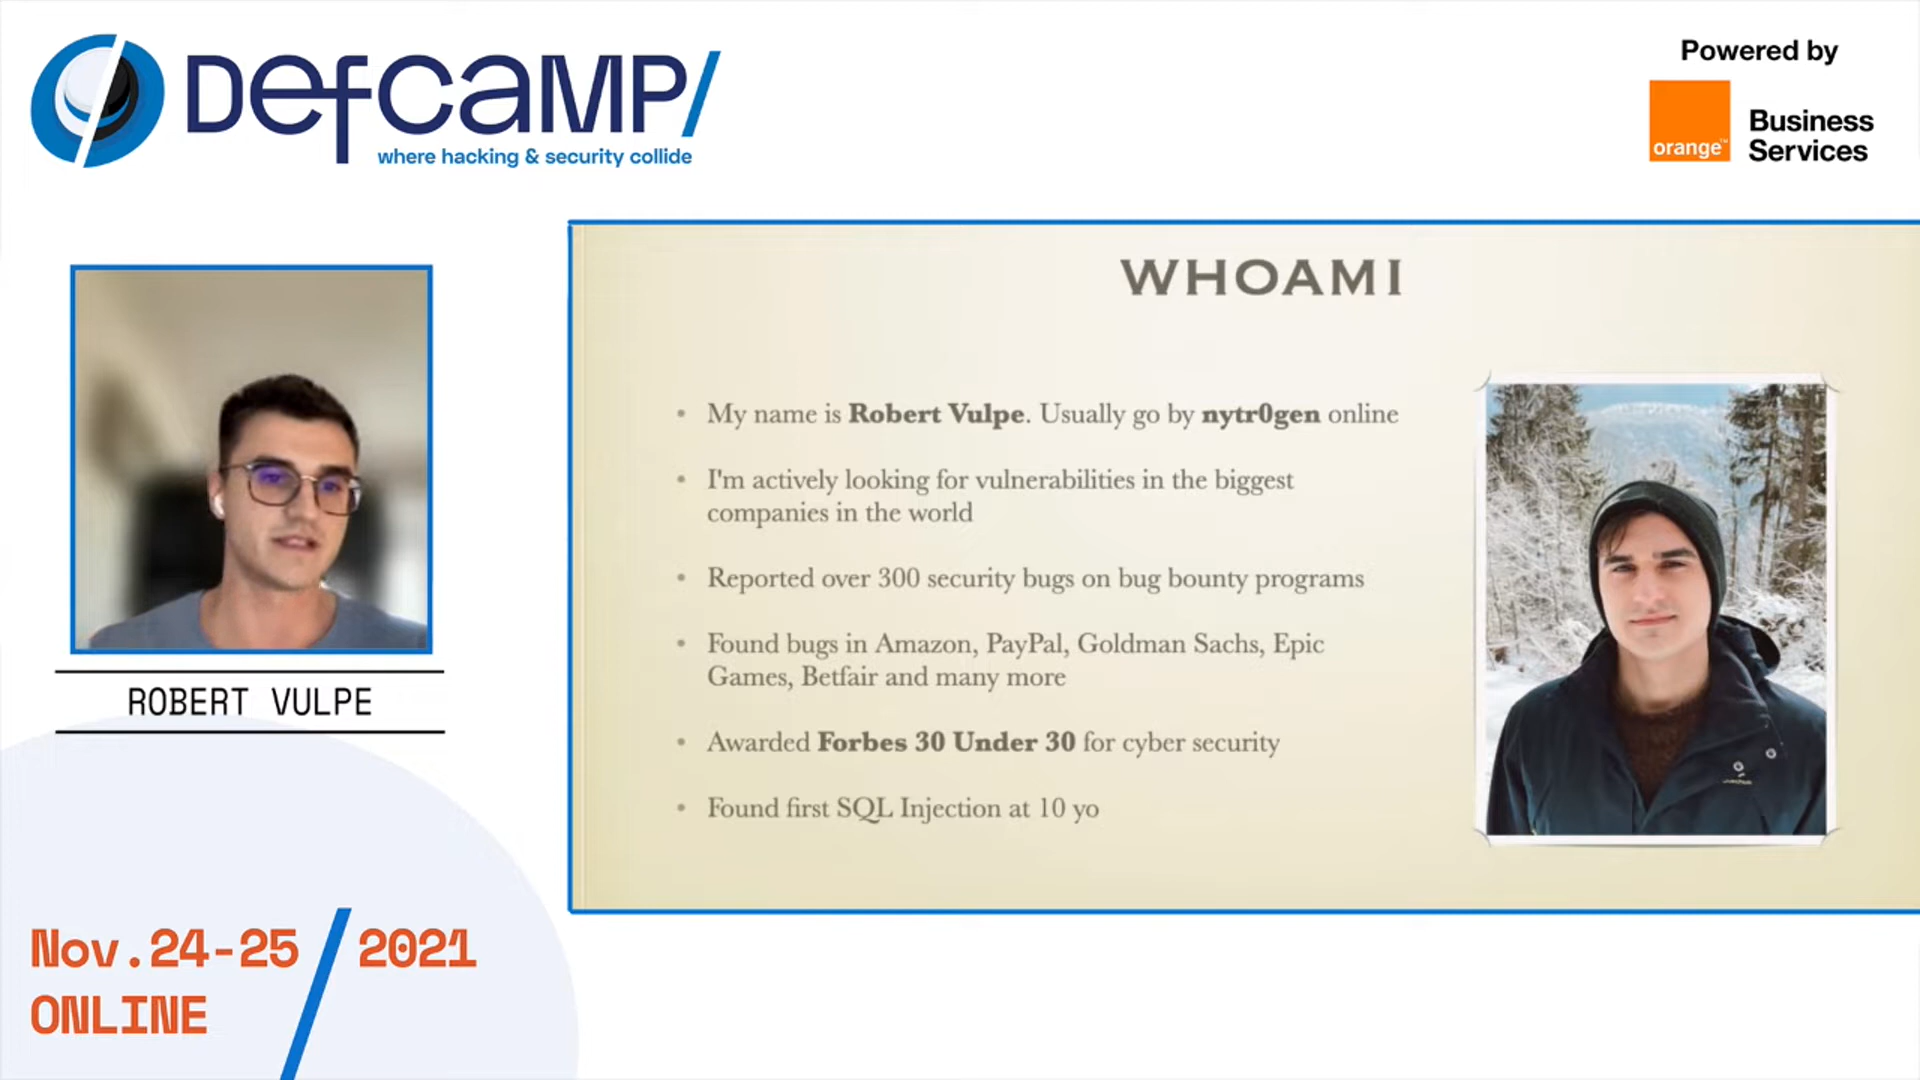 Defcamp/
where hacking & security collide
Powered by
orange™
Business
Services
WHOAMI
• My name is Robert Vulpe. Usually go by nytr0gen online
• I'm actively looking for vulnerabilities in the biggest
companies in the world
• Reported over 300 security bugs on bug bounty programs
• Found bugs in Amazon, PayPal, Goldman Sachs, Epic
Games, Betfair and many more
• Awarded Forbes 30 Under 30 for cyber security
• Found first SQL Injection at 10 yo
ROBERT VULPE
Nov.24-25/2021
ONLINE